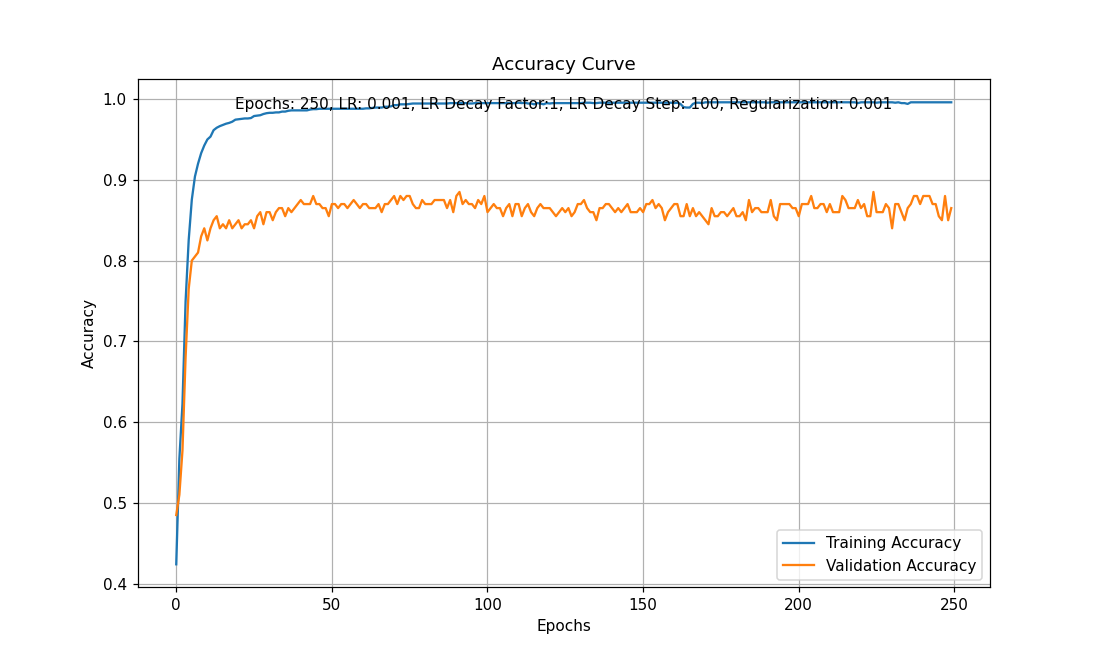 Accuracy Curve
Epochs: 250, LR: 0.001, LR Decay Factor:1, LR Decay Step: 100, Regularization: 0.001
1.0
0.9
0.8
0.7
0.6
0.5
0.4
Accuracy
Training Accuracy
Validation Accuracy
0 50 100 150 200 250
Epochs